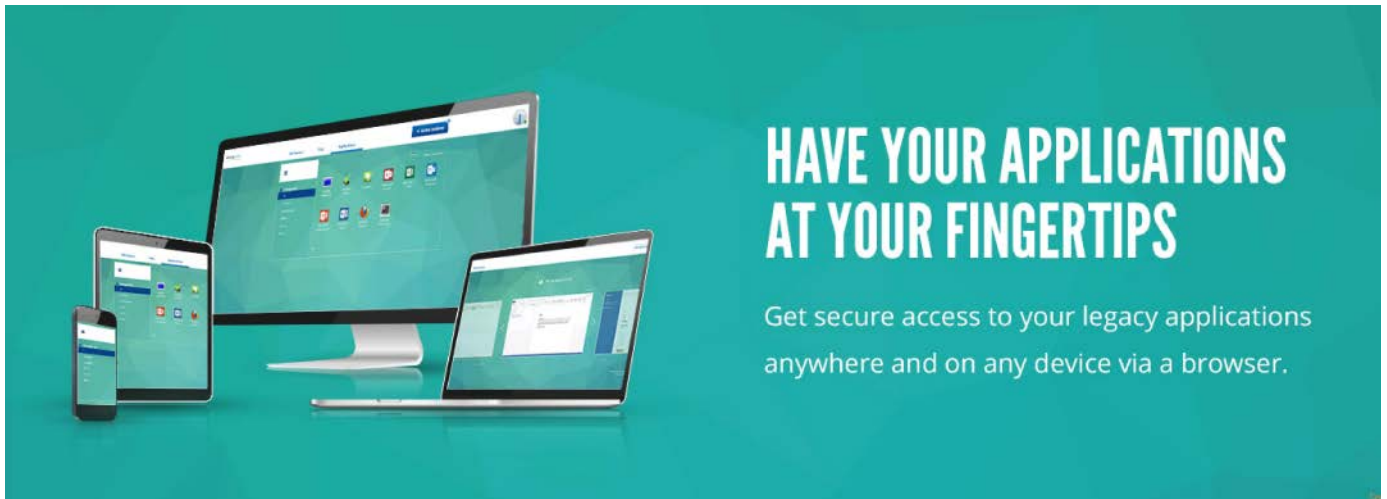 HAVE YOUR APPLICATIONS
AT YOUR FINGERTIPS
Get secure access to your legacy applications
anywhere and on any device via a browser.